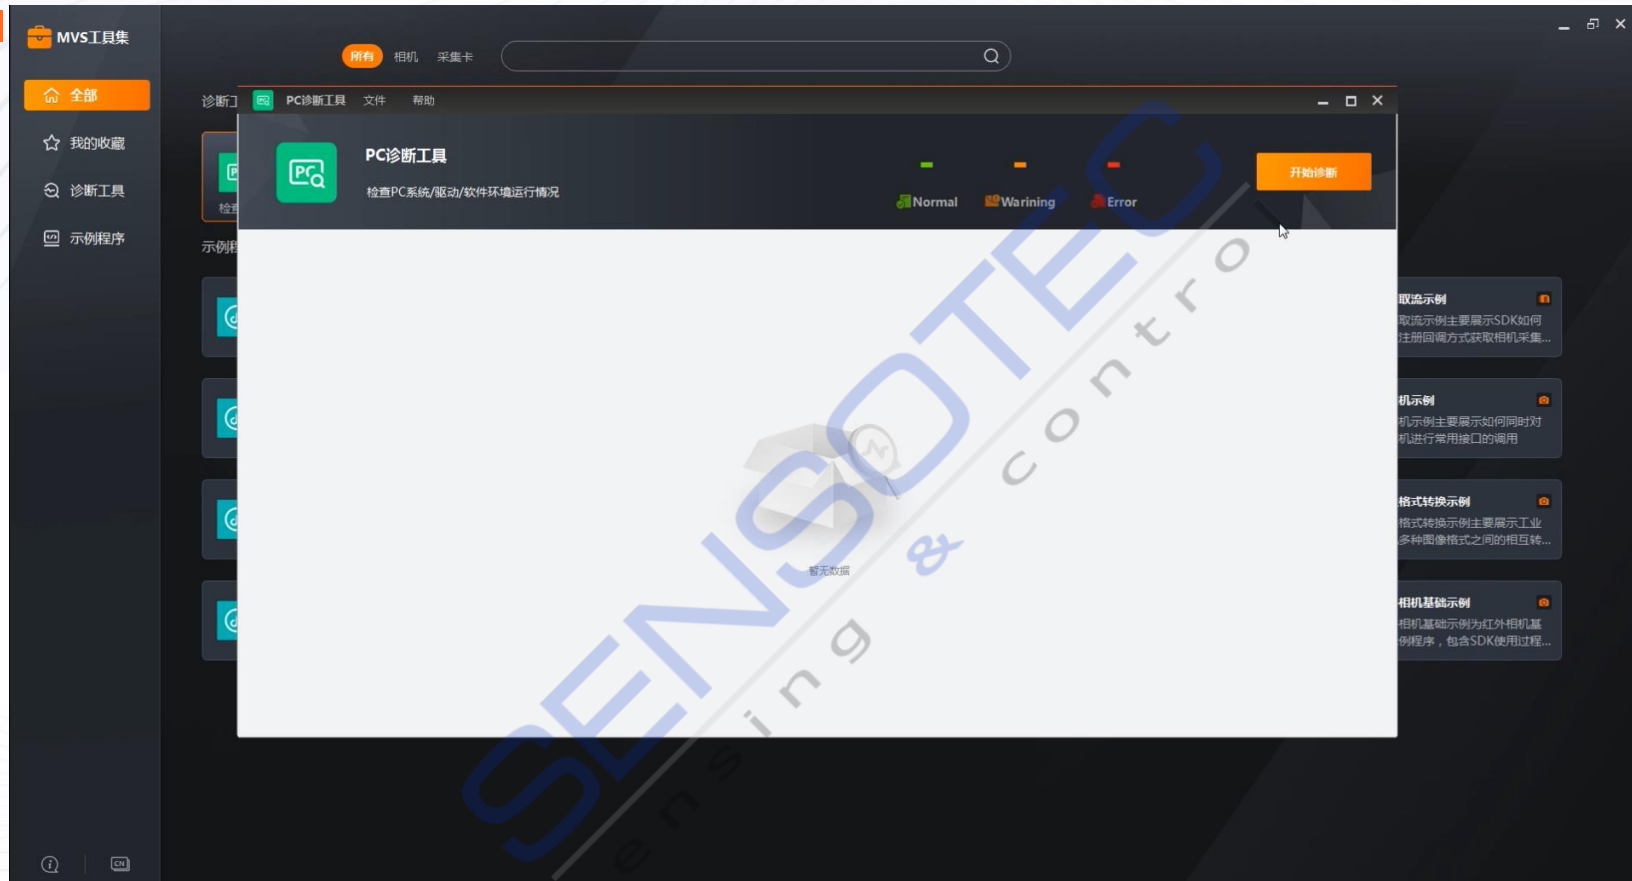 MVS工具集
所有 相机 采集卡
全部
我的收藏
诊断工具
示例程序
诊断
PC诊断工具 文件 帮助
PC诊断工具
检查PC系统/驱动/软件环境运行情况
Normal Warining Error
开始诊断
检查
示例程
暂无数据
取流示例
取流示例主要展示SDK如何
注册回调方式获取相机采集...
机示例
机示例主要展示如何同时对
机进行常用接口的调用
格式转换示例
格式转换示例主要展示工业
多种图像格式之间的相互转...
相机基础示例
相机基础示例为红外相机基
例程序，包含SDK使用过程...
CN
SENSOTEC
sensing & control